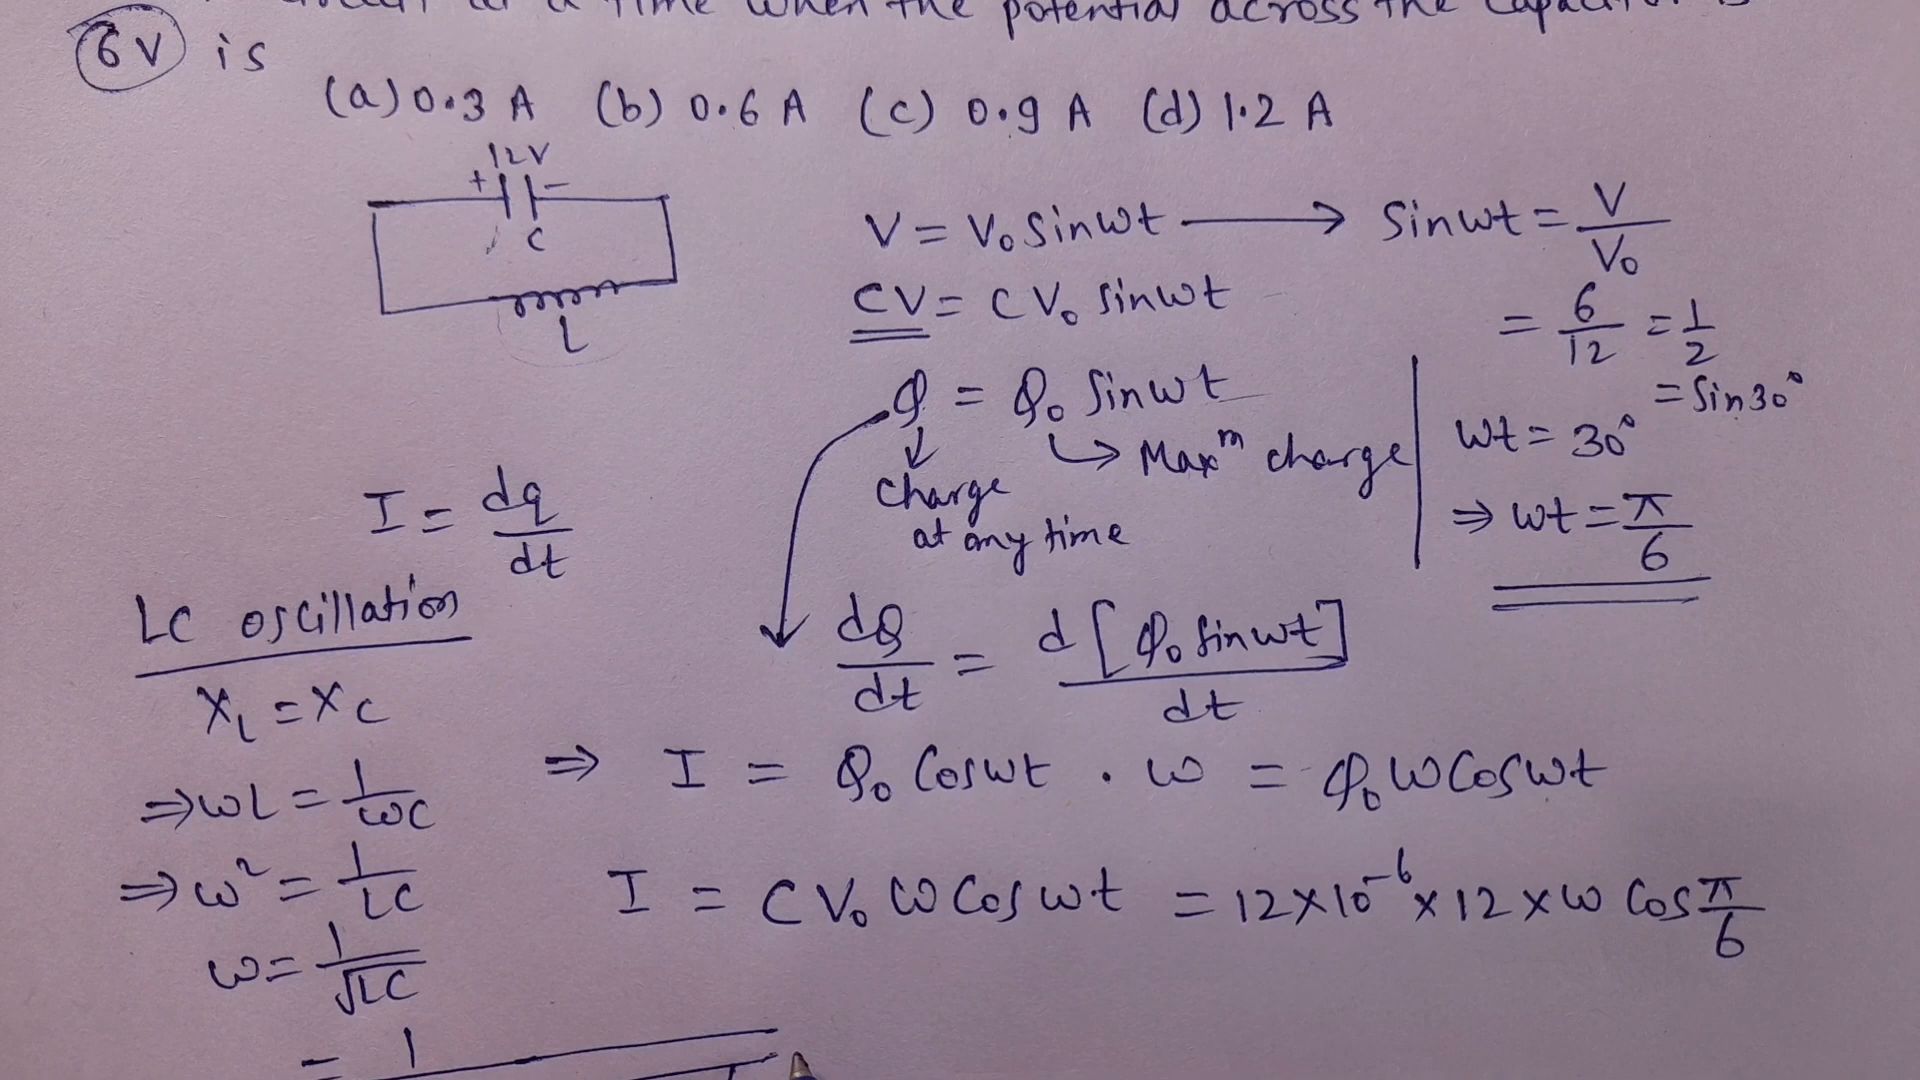 time when the potential across the
6V is
(a) 0.3 A (b) 0.6 A (c) 0.9 A (d) 1.2 A
12V
+ -
C
L
V = V₀ sinωt → sinωt = V/V₀
CV = CV₀ sinωt
= 6/12 = 1/2
= sin30°
Q = Q₀ sinωt
→ Maxᵐ charge
charge
at any time
ωt = 30°
⇒ ωt = π/6
I = dq/dt
LC oscillation
dQ/dt = d[Q₀ sinωt]/dt
X_L = X_C
⇒ I = Q₀ Cosωt . ω = Q₀ω Cosωt
⇒ ωL = 1/ωC
⇒ ω² = 1/LC
I = CV₀ ω Cos ωt = 12×10⁻⁶×12×ω Cos π/6
ω = 1/√LC
= 1